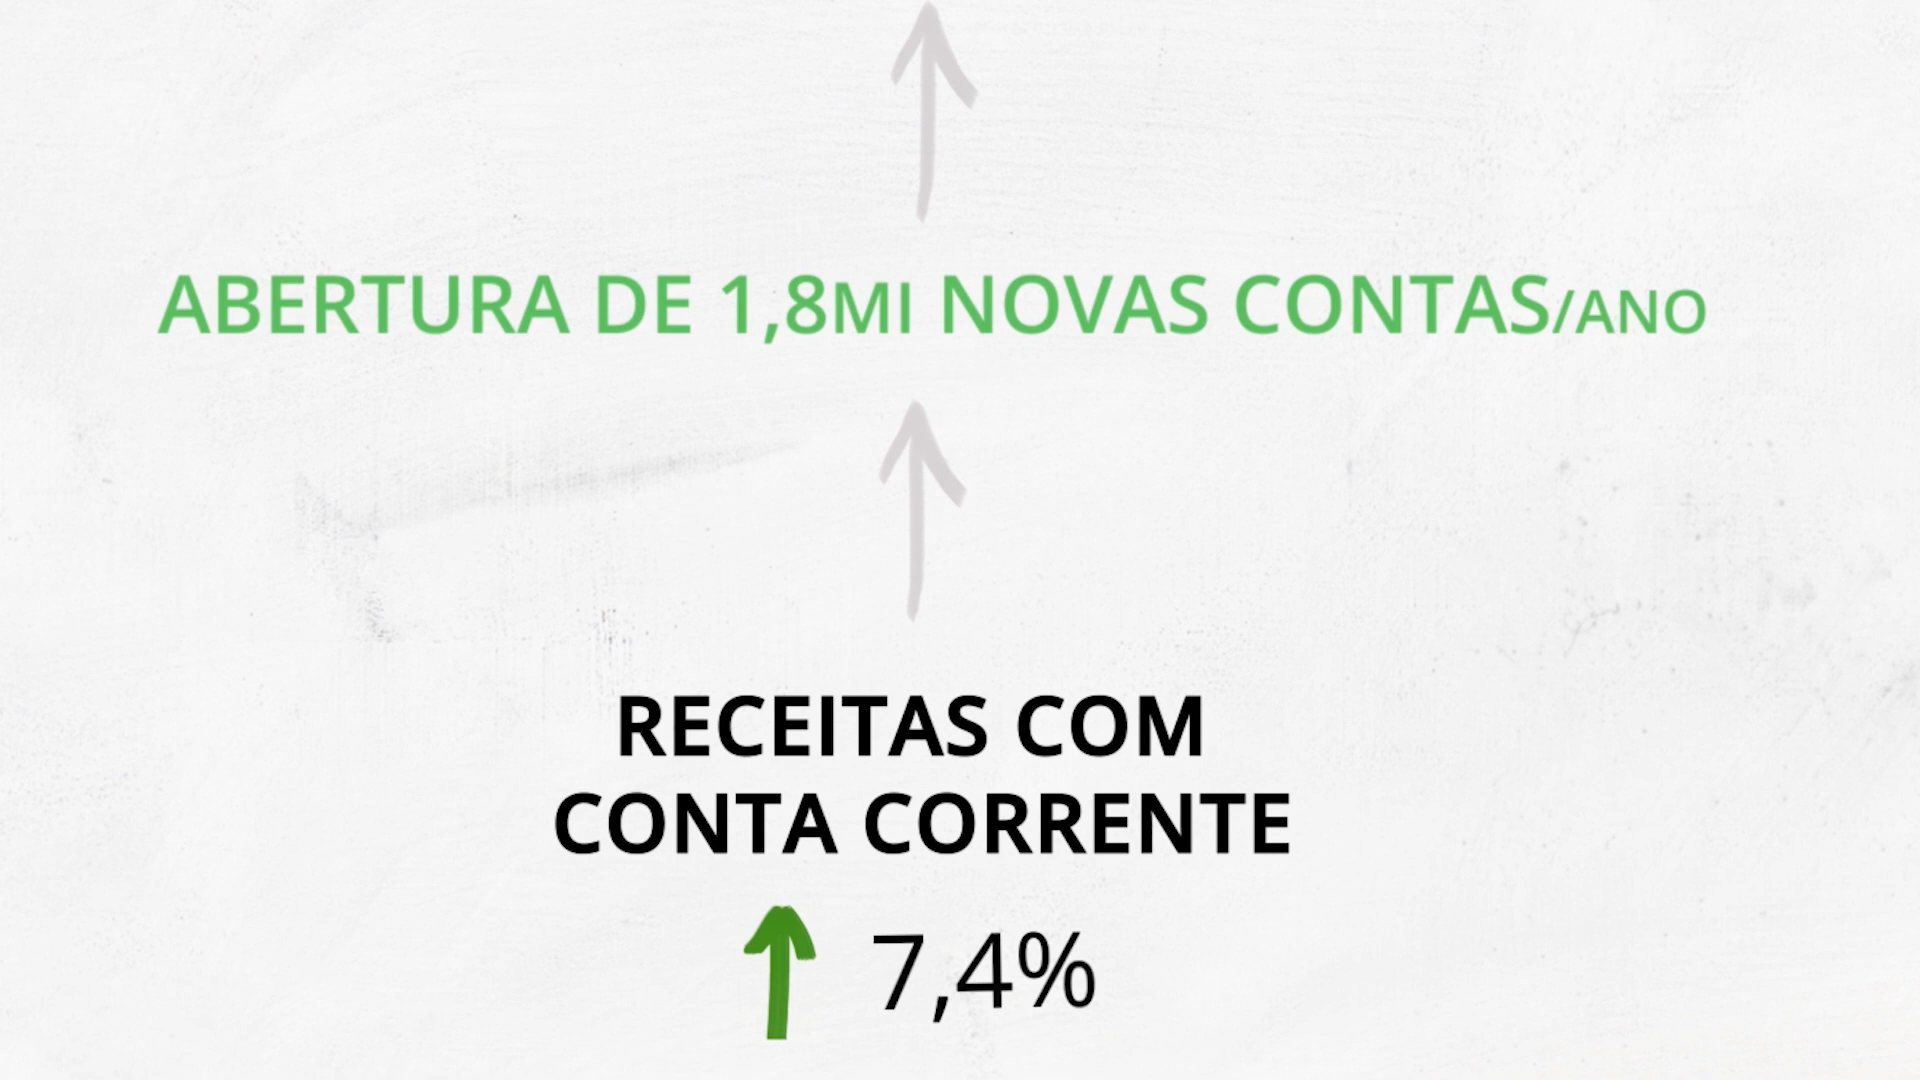 ABERTURA DE 1,8MI NOVAS CONTAS/ANO
RECEITAS COM
CONTA CORRENTE
7,4%